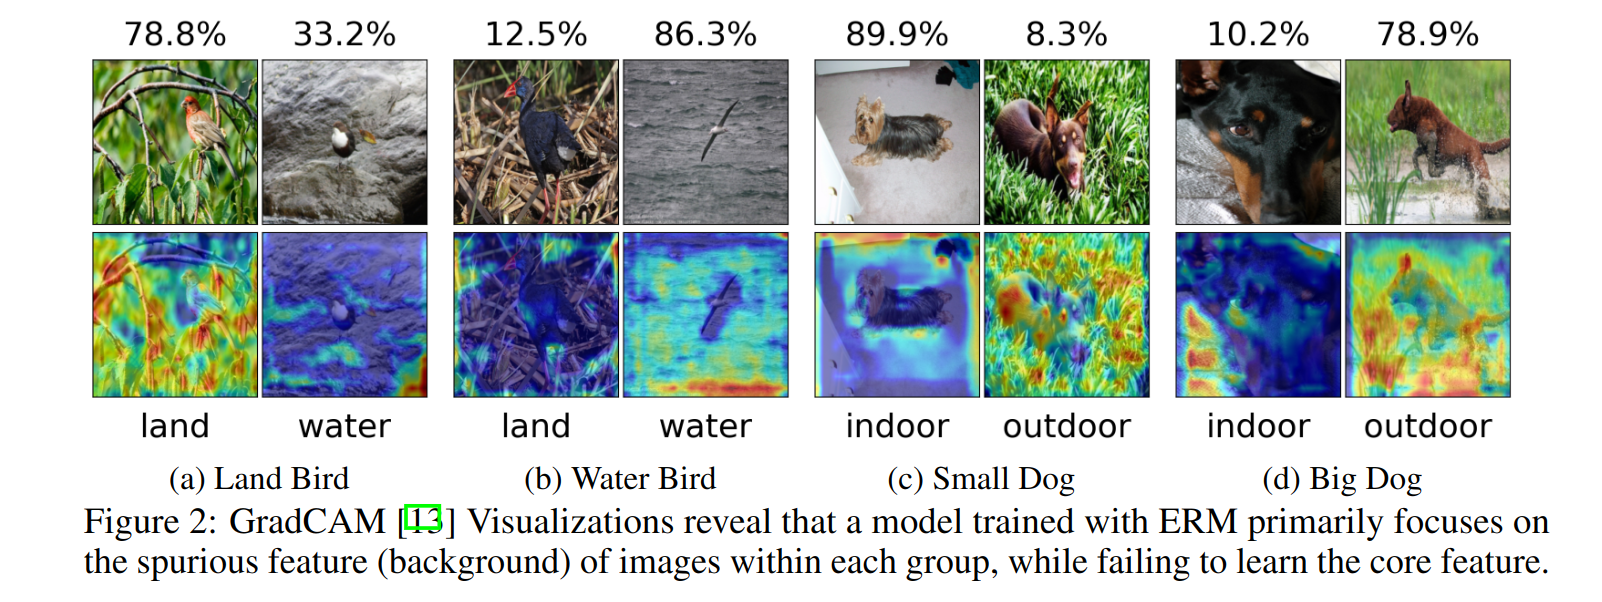 78.8% 33.2% 12.5% 86.3% 89.9% 8.3% 10.2% 78.9%
land water land water indoor outdoor indoor outdoor
(a) Land Bird (b) Water Bird (c) Small Dog (d) Big Dog
Figure 2: GradCAM [13] Visualizations reveal that a model trained with ERM primarily focuses on
the spurious feature (background) of images within each group, while failing to learn the core feature.